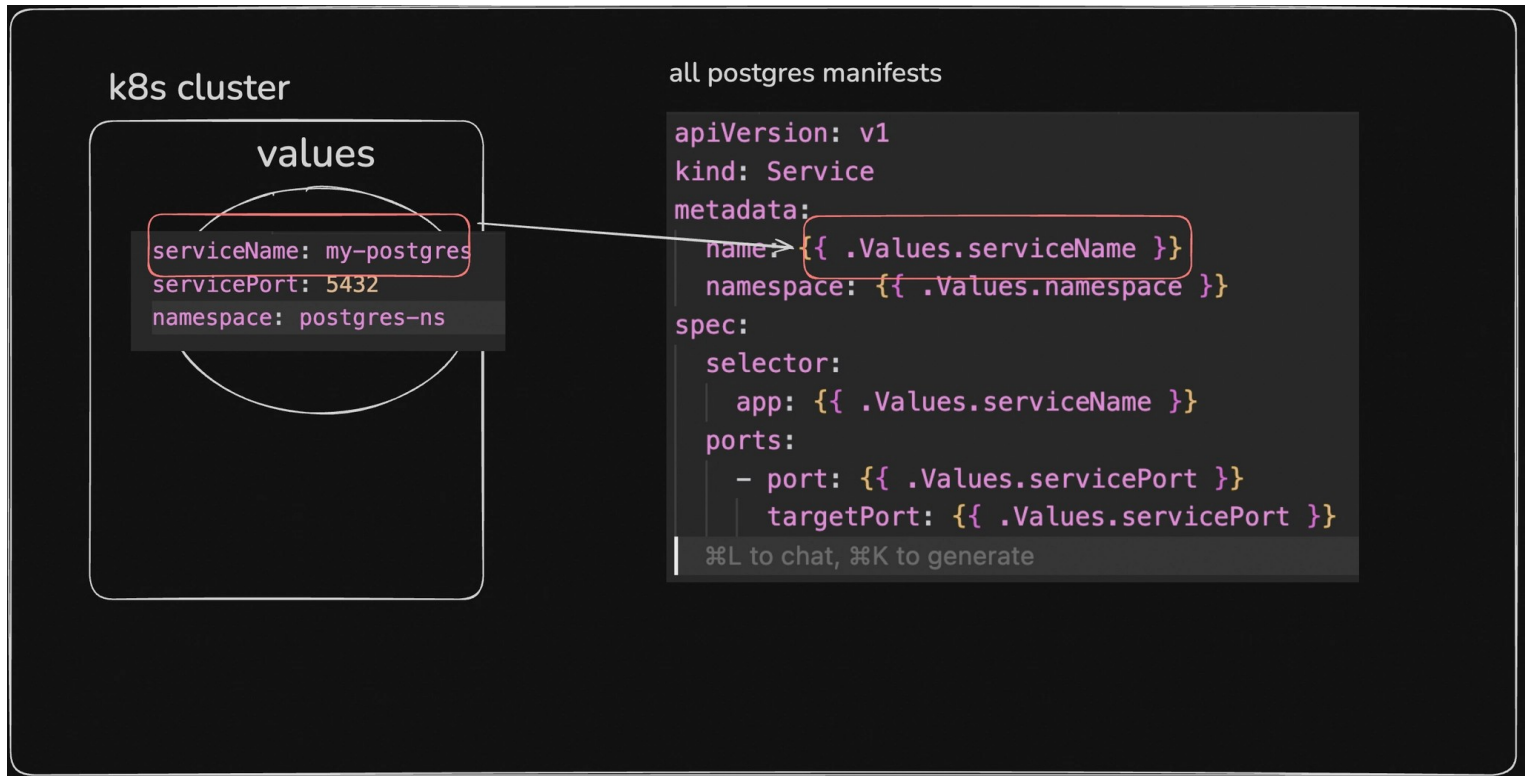 k8s cluster
values
serviceName: my-postgres
servicePort: 5432
namespace: postgres-ns
all postgres manifests
apiVersion: v1
kind: Service
metadata:
  name: {{ .Values.serviceName }}
  namespace: {{ .Values.namespace }}
spec:
  selector:
    app: {{ .Values.serviceName }}
  ports:
    - port: {{ .Values.servicePort }}
      targetPort: {{ .Values.servicePort }}
⌘L to chat, ⌘K to generate